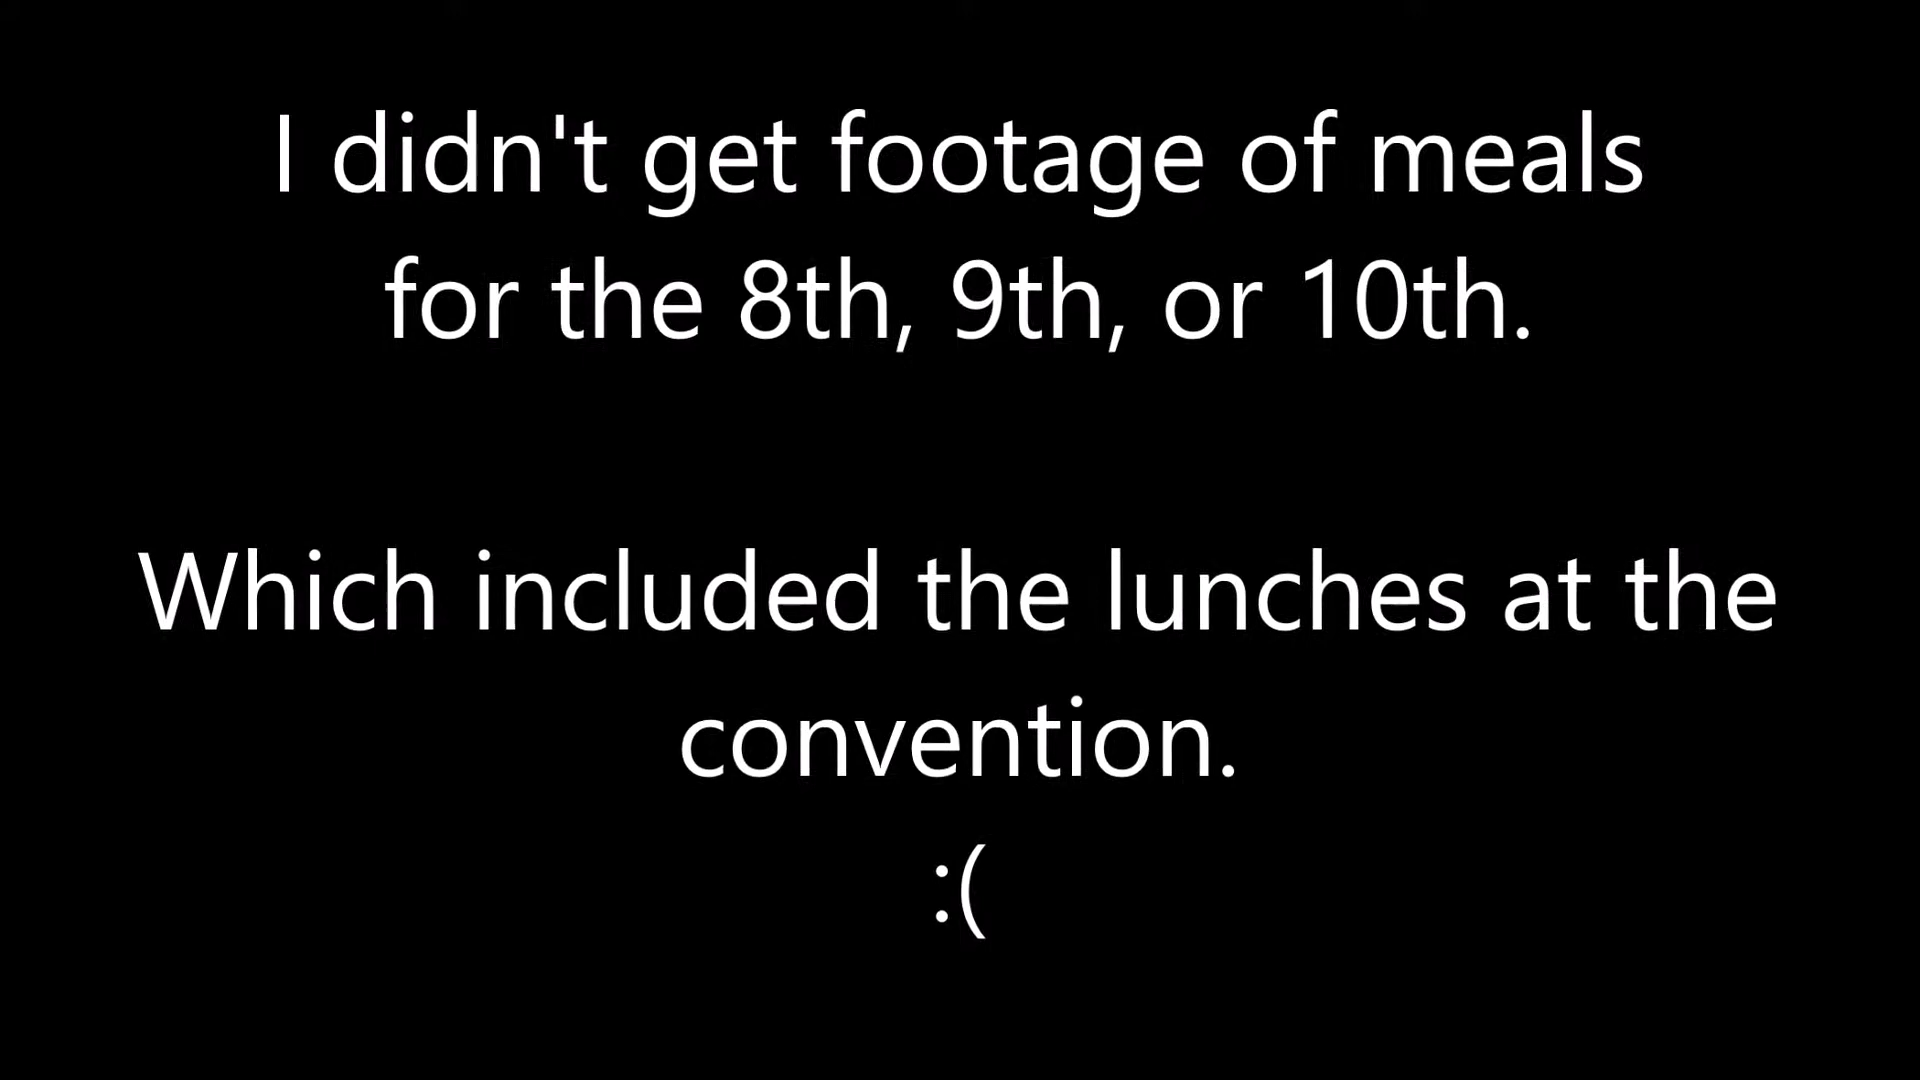 I didn't get footage of meals
for the 8th, 9th, or 10th.
Which included the lunches at the
convention.
:(